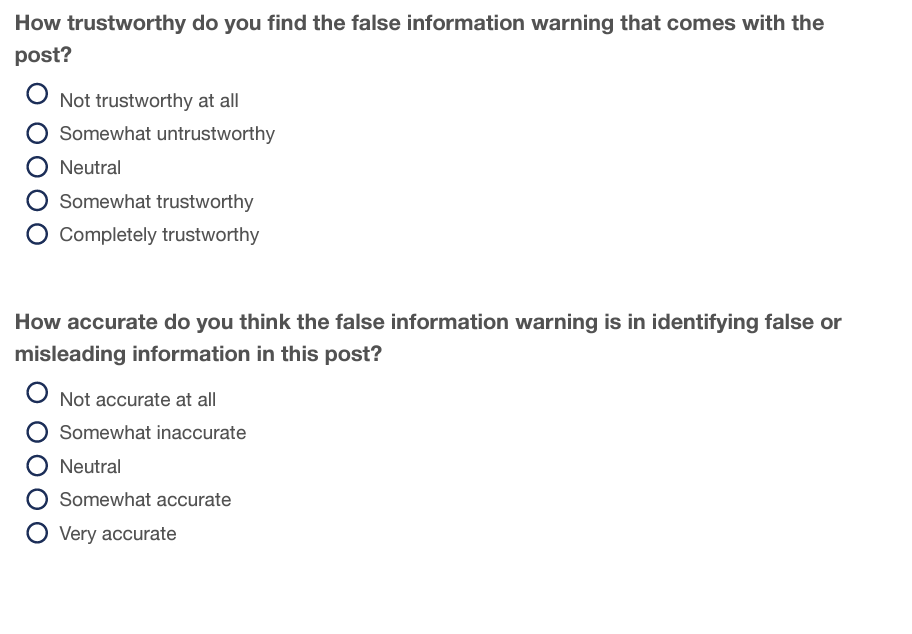 How trustworthy do you find the false information warning that comes with the
post?
Not trustworthy at all
Somewhat untrustworthy
Neutral
Somewhat trustworthy
Completely trustworthy
How accurate do you think the false information warning is in identifying false or
misleading information in this post?
Not accurate at all
Somewhat inaccurate
Neutral
Somewhat accurate
Very accurate